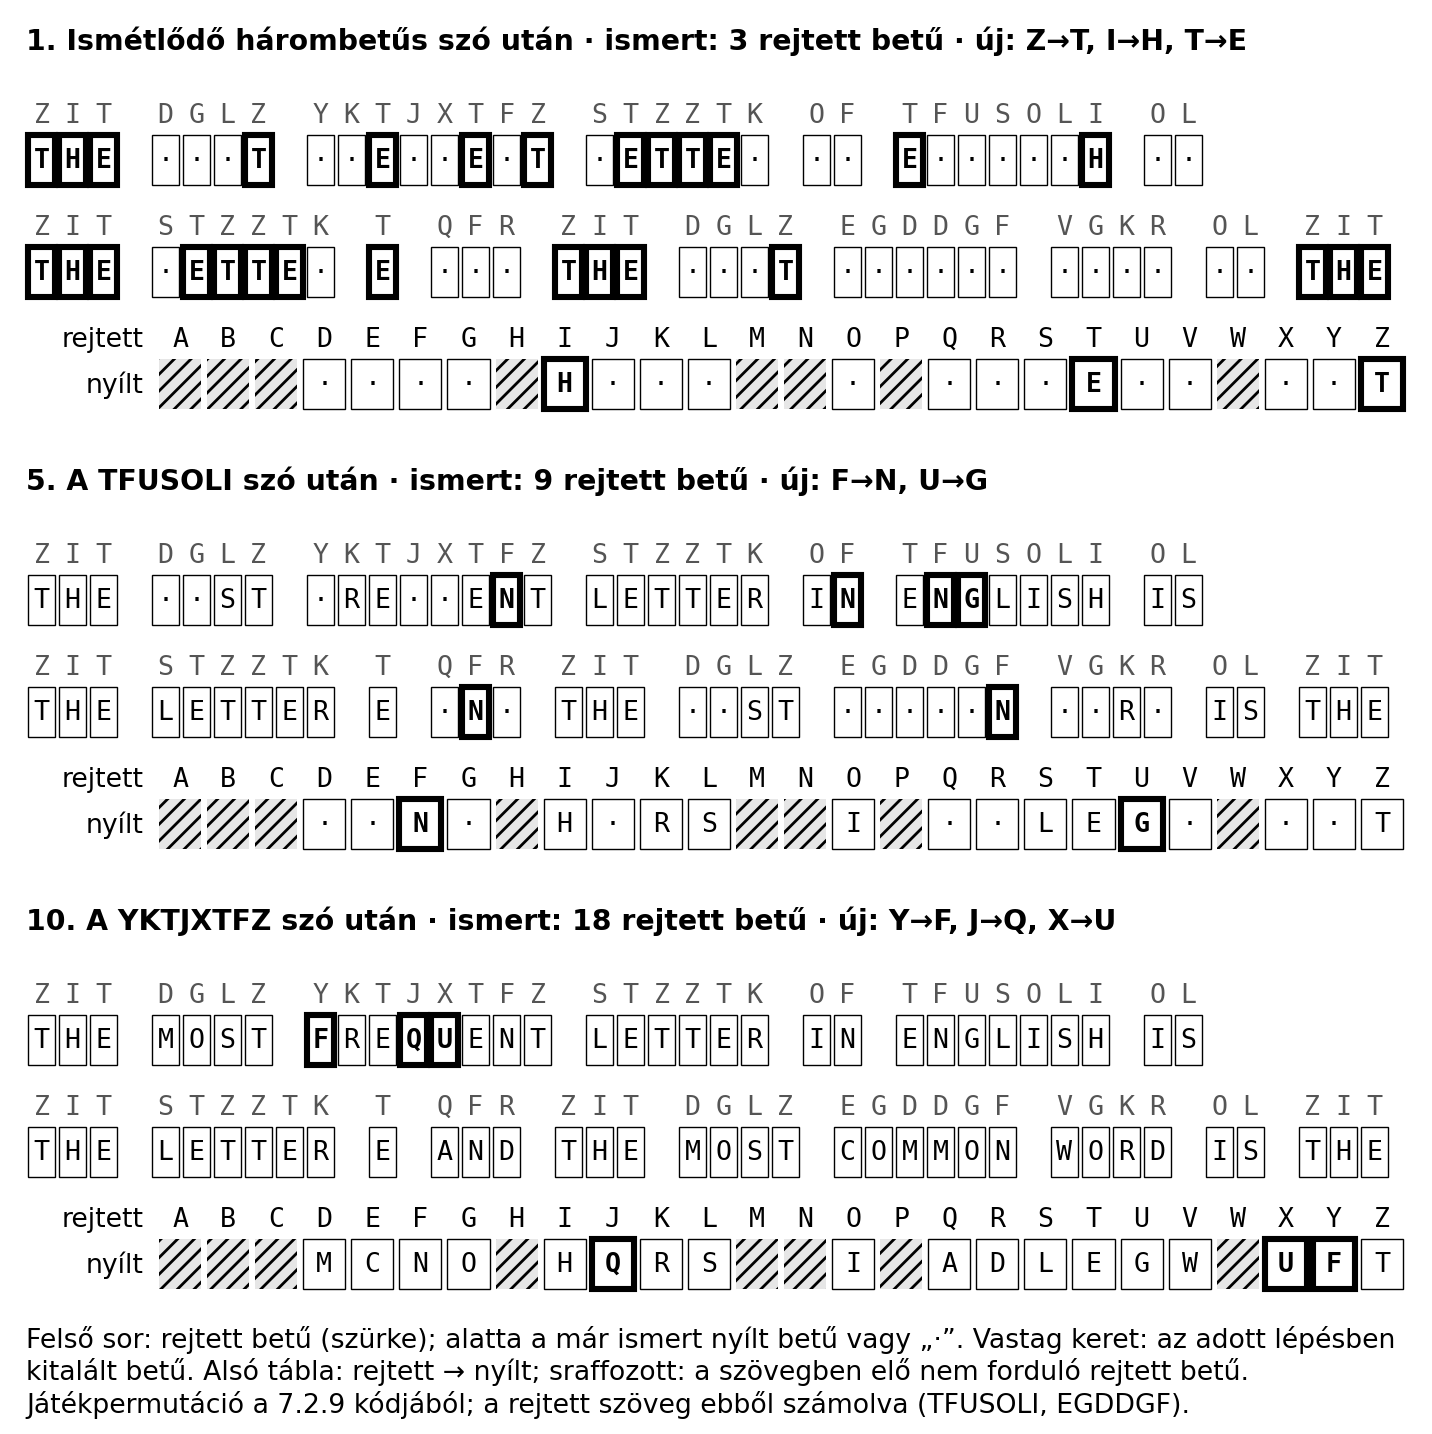 1. Ismétlődő hárombetűs szó után · ismert: 3 rejtett betű · új: Z→T, I→H, T→E
Z I T D G L Z Y K T J X T F Z S T Z Z T K O F T F U S O L I O L
T H E · · · T · · E · · E · T · E T T E · · · E · · · · · H · ·
Z I T S T Z Z T K T Q F R Z I T D G L Z E G D D G F V G K R O L Z I T
T H E · E T T E · E · · · T H E · · · T · · · · · · · · · · · · T H E
rejtett A B C D E F G H I J K L M N O P Q R S T U V W X Y Z
nyílt · · · · H · · · · · · · E · · · · T
5. A TFUSOLI szó után · ismert: 9 rejtett betű · új: F→N, U→G
Z I T D G L Z Y K T J X T F Z S T Z Z T K O F T F U S O L I O L
T H E · · S T · R E · · E N T L E T T E R I N E N G L I S H I S
Z I T S T Z Z T K T Q F R Z I T D G L Z E G D D G F V G K R O L Z I T
T H E L E T T E R E · N · T H E · · S T · · · · · N · · R · I S T H E
rejtett A B C D E F G H I J K L M N O P Q R S T U V W X Y Z
nyílt · · N · H · R S I · · L E G · · · T
10. A YKTJXTFZ szó után · ismert: 18 rejtett betű · új: Y→F, J→Q, X→U
Z I T D G L Z Y K T J X T F Z S T Z Z T K O F T F U S O L I O L
T H E M O S T F R E Q U E N T L E T T E R I N E N G L I S H I S
Z I T S T Z Z T K T Q F R Z I T D G L Z E G D D G F V G K R O L Z I T
T H E L E T T E R E A N D T H E M O S T C O M M O N W O R D I S T H E
rejtett A B C D E F G H I J K L M N O P Q R S T U V W X Y Z
nyílt M C N O H Q R S I A D L E G W U F T
Felső sor: rejtett betű (szürke); alatta a már ismert nyílt betű vagy „·”. Vastag keret: az adott lépésben
kitalált betű. Alsó tábla: rejtett → nyílt; sraffozott: a szövegben elő nem forduló rejtett betű.
Játékpermutáció a 7.2.9 kódjából; a rejtett szöveg ebből számolva (TFUSOLI, EGDDGF).